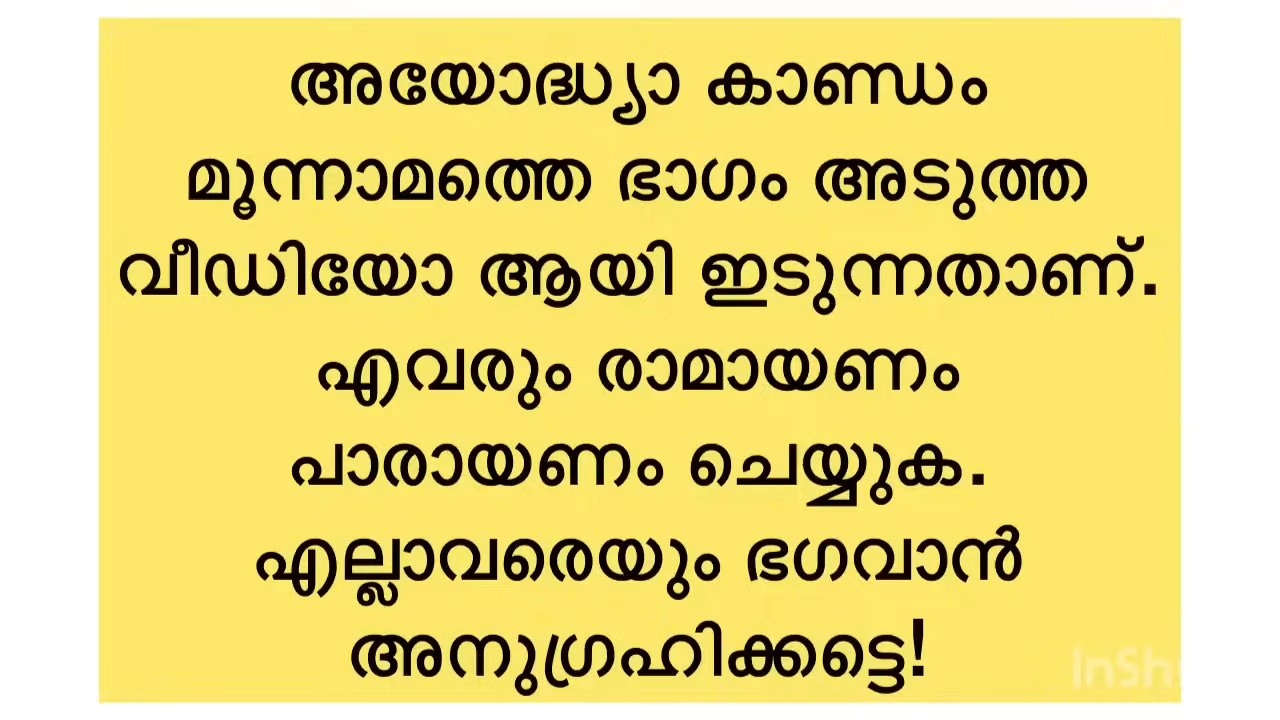 അയോദ്ധ്യാ കാണ്ഡം
മൂന്നാമത്തെ ഭാഗം അടുത്ത
വീഡിയോ ആയി ഇടുന്നതാണ്.
എവരും രാമായണം
പാരായണം ചെയ്യുക.
എല്ലാവരെയും ഭഗവാൻ
അനുഗ്രഹിക്കട്ടെ!